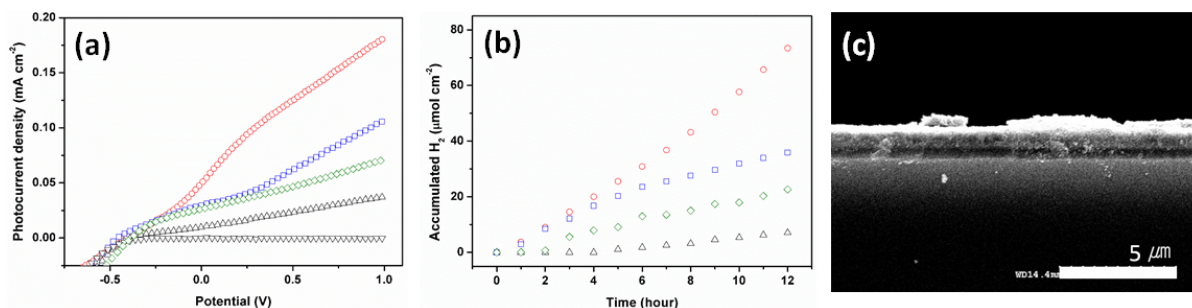 (a)
Photocurrent density (mA cm⁻²)
0.20
0.15
0.10
0.05
0.00
-0.5
0.0
0.5
1.0
Potential (V)
(b)
Accumulated H₂ (μmol cm⁻²)
80
60
40
20
0
0 2 4 6 8 10 12
Time (hour)
(c)
5 μm
WD14.4mm